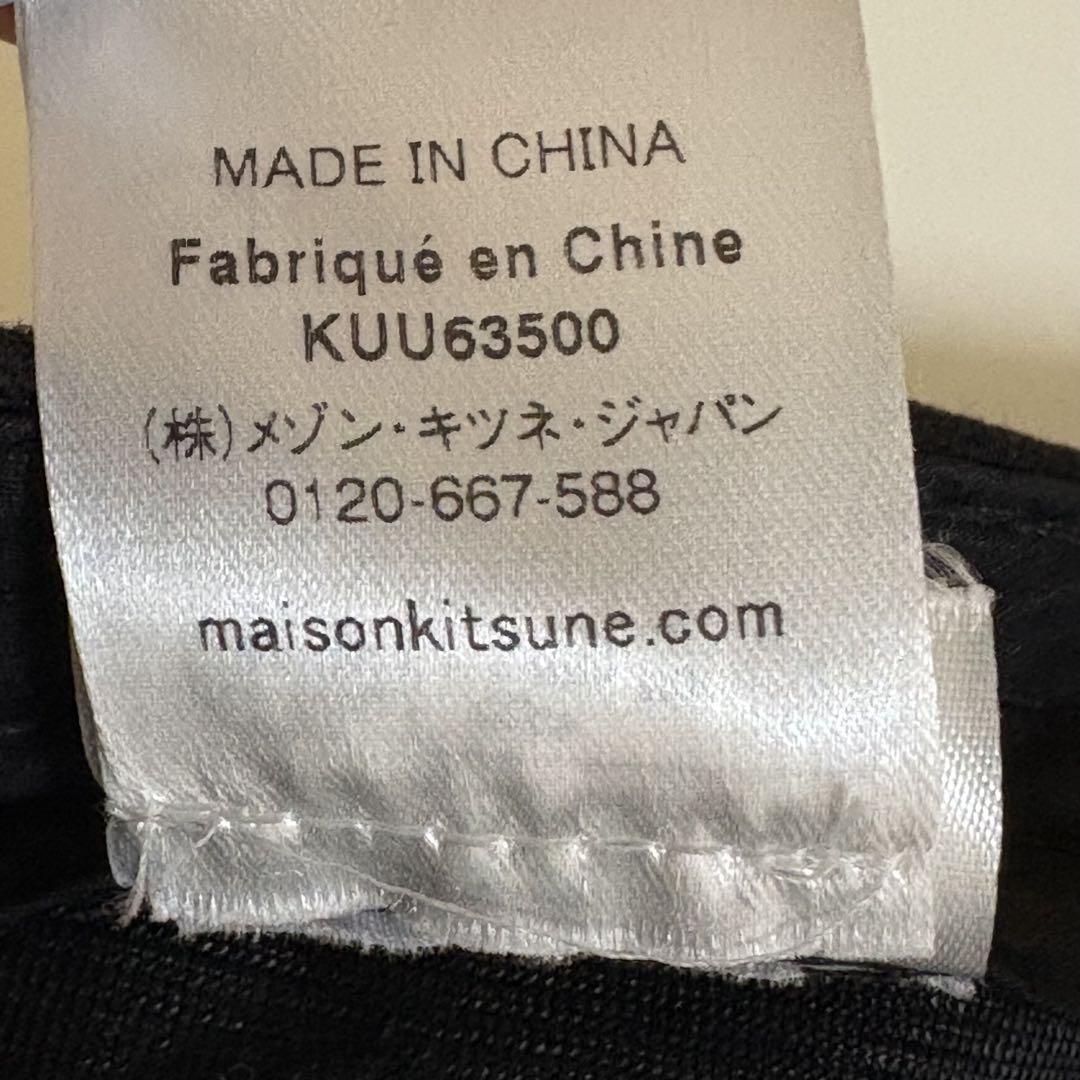 MADE IN CHINA
Fabriqué en Chine
KUU63500
(株)メゾン・キツネ・ジャパン
0120-667-588
maisonkitsune.com